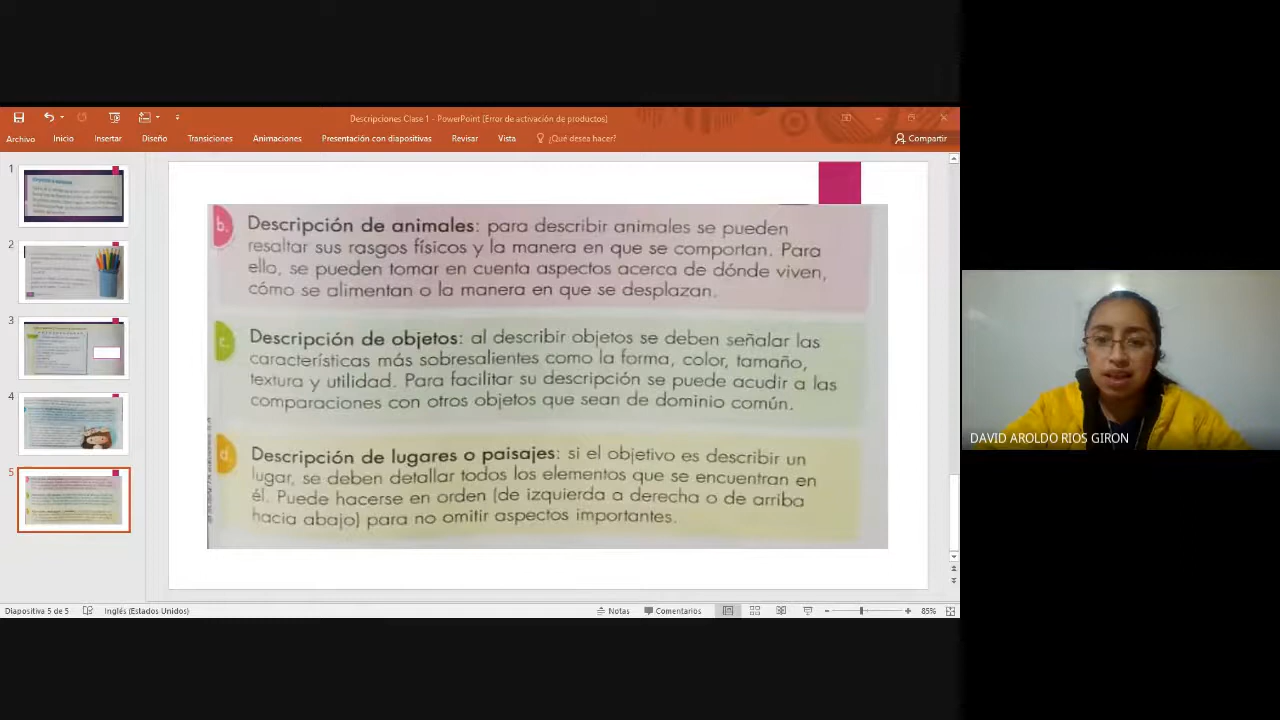 Descripciones Clase 1 - PowerPoint [Error de activación de productos]
Archivo Inicio Insertar Diseño Transiciones Animaciones Presentación con diapositivas Revisar Vista ¿Qué desea hacer? Compartir
1
2
3
4
5
b. Descripción de animales: para describir animales se pueden
resaltar sus rasgos físicos y la manera en que se comportan. Para
ello, se pueden tomar en cuenta aspectos acerca de dónde viven,
cómo se alimentan o la manera en que se desplazan.
c. Descripción de objetos: al describir objetos se deben señalar las
características más sobresalientes como la forma, color, tamaño,
textura y utilidad. Para facilitar su descripción se puede acudir a las
comparaciones con otros objetos que sean de dominio común.
d. Descripción de lugares o paisajes: si el objetivo es describir un
lugar, se deben detallar todos los elementos que se encuentran en
él. Puede hacerse en orden (de izquierda a derecha o de arriba
hacia abajo) para no omitir aspectos importantes.
DAVID AROLDO RIOS GIRON
Diapositiva 5 de 5 Inglés (Estados Unidos) Notas Comentarios 85%